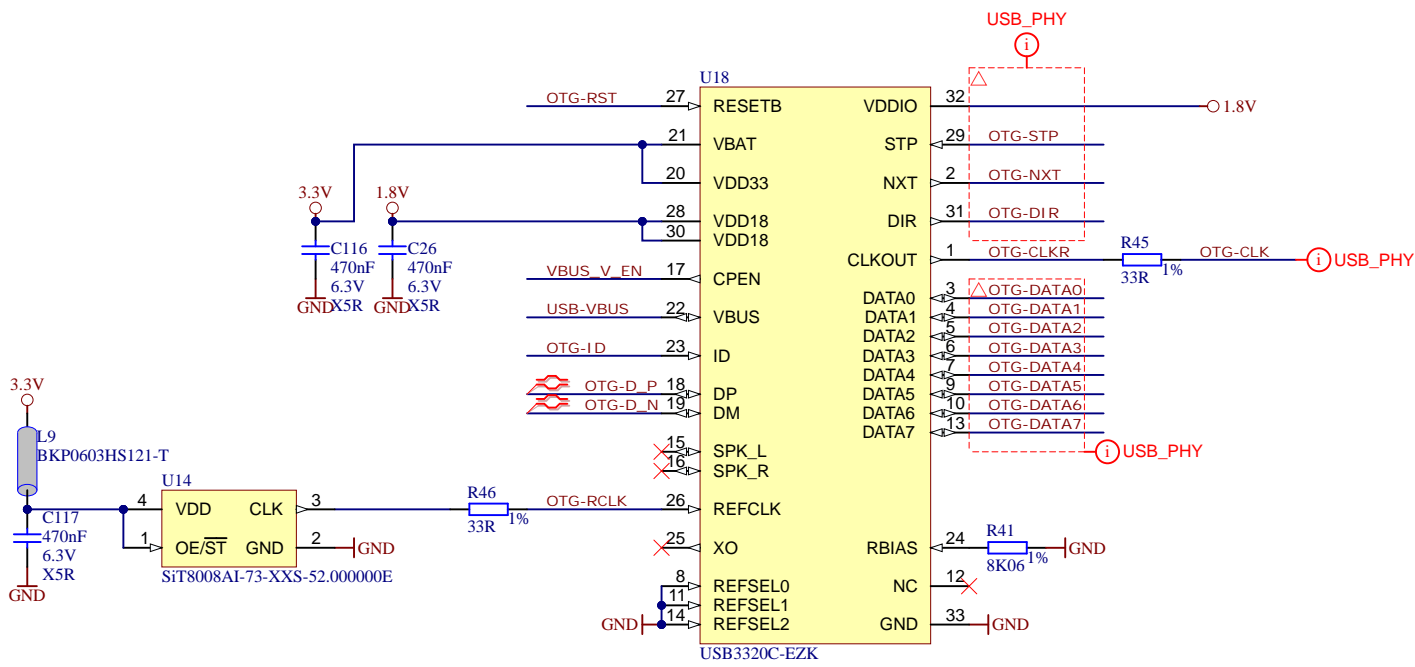 USB_PHY
i
U18
OTG-RST 27 RESETB VDDIO 32 1.8V
21 VBAT STP 29 OTG-STP
20 VDD33 NXT 2 OTG-NXT
3.3V 1.8V
28 VDD18 DIR 31 OTG-DIR
30 VDD18
C116 C26
470nF 470nF
6.3V 6.3V
X5R X5R
GND GND
CLKOUT 1 OTG-CLKR R45 33R 1% OTG-CLK i USB_PHY
VBUS_V_EN 17 CPEN
DATA0 3 OTG-DATA0
USB-VBUS 22 VBUS DATA1 4 OTG-DATA1
DATA2 5 OTG-DATA2
OTG-ID 23 ID DATA3 6 OTG-DATA3
DATA4 7 OTG-DATA4
OTG-D_P 18 DP DATA5 9 OTG-DATA5
OTG-D_N 19 DM DATA6 10 OTG-DATA6
DATA7 13 OTG-DATA7
i USB_PHY
15 SPK_L
16 SPK_R
3.3V
L9
BKP0603HS121-T
U14
4 VDD CLK 3 R46 33R 1% OTG-RCLK 26 REFCLK
1 OE/ST GND 2 GND
SiT8008AI-73-XXS-52.000000E
C117
470nF
6.3V
X5R
GND
25 XO RBIAS 24 R41 8K06 1% GND
8 REFSEL0 NC 12
11 REFSEL1
GND 14 REFSEL2 GND 33 GND
USB3320C-EZK